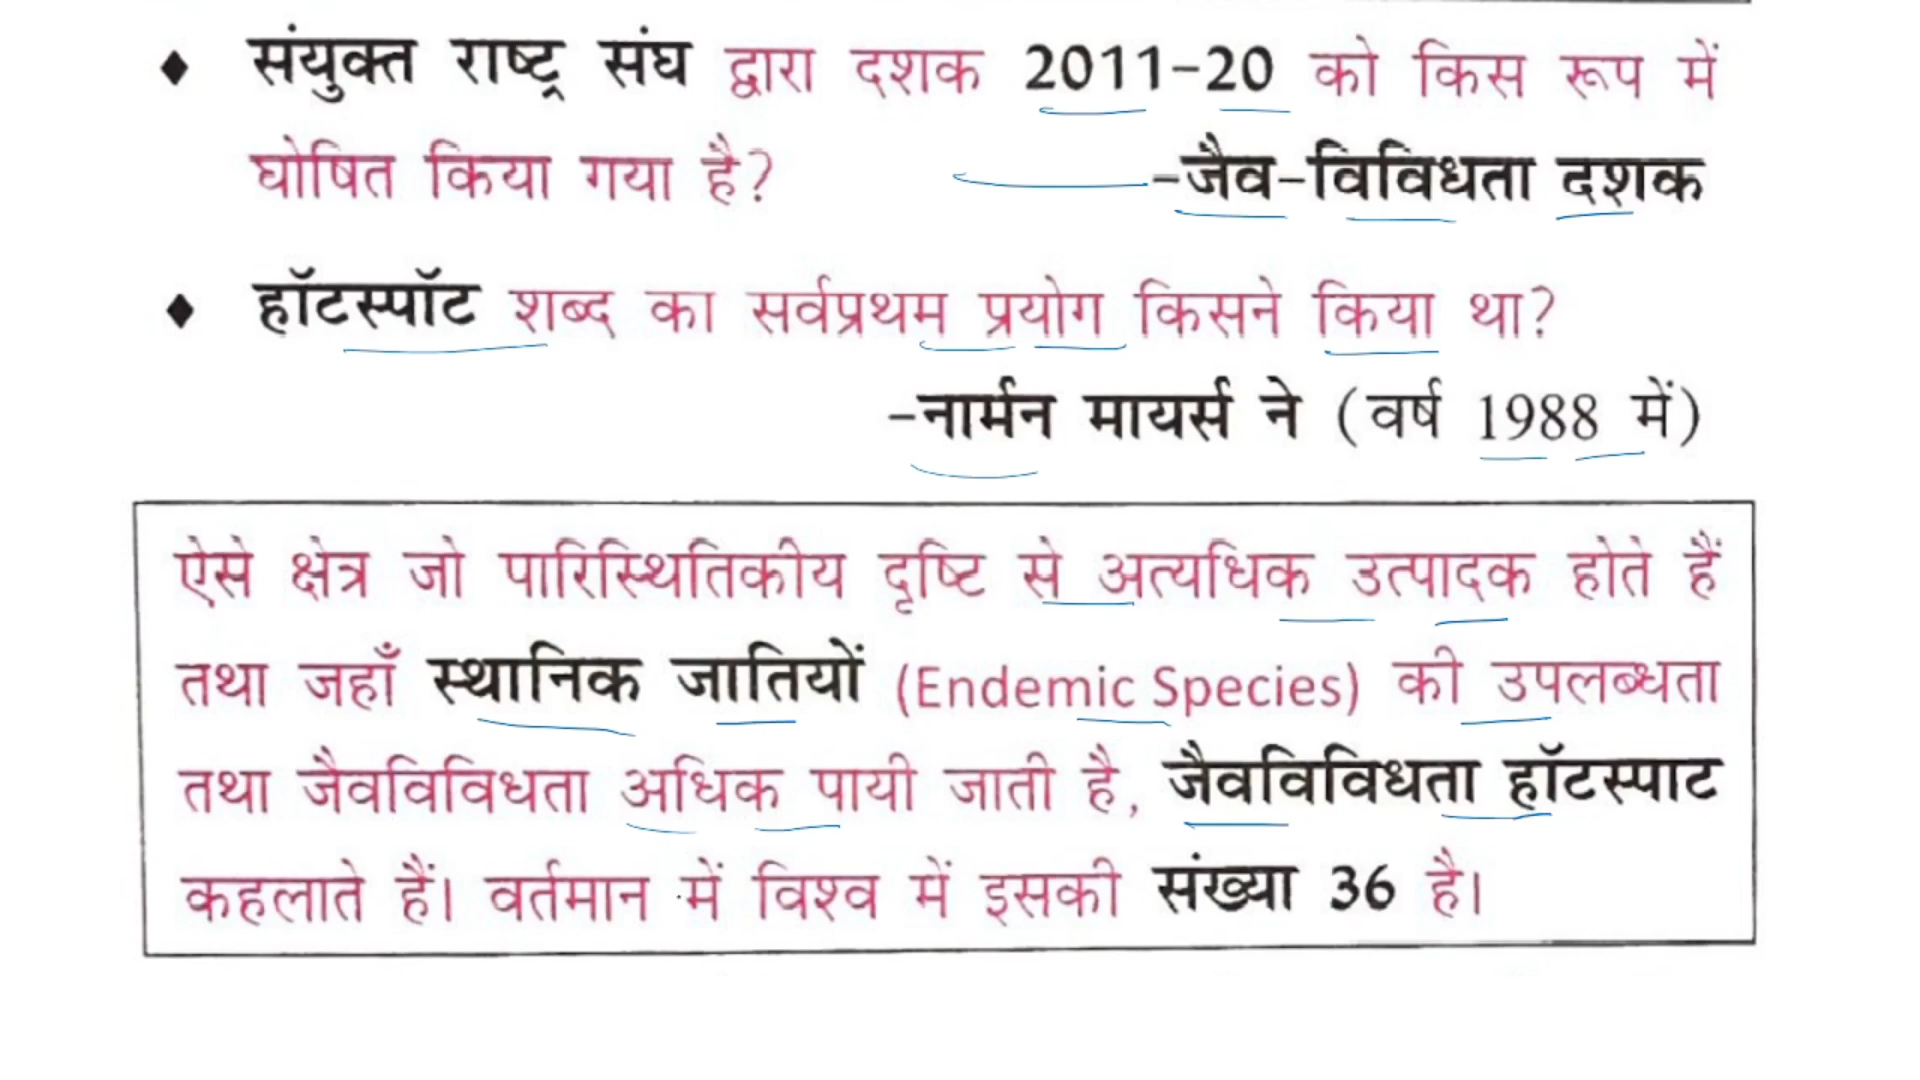 ♦ संयुक्त राष्ट्र संघ द्वारा दशक 2011-20 को किस रूप में
घोषित किया गया है? -जैव-विविधता दशक
♦ हॉटस्पॉट शब्द का सर्वप्रथम प्रयोग किसने किया था?
-नार्मन मायर्स ने (वर्ष 1988 में)
ऐसे क्षेत्र जो पारिस्थितिकीय दृष्टि से अत्यधिक उत्पादक होते हैं
तथा जहाँ स्थानिक जातियों (Endemic Species) की उपलब्धता
तथा जैवविविधता अधिक पायी जाती है, जैवविविधता हॉटस्पाट
कहलाते हैं। वर्तमान में विश्व में इसकी संख्या 36 है।